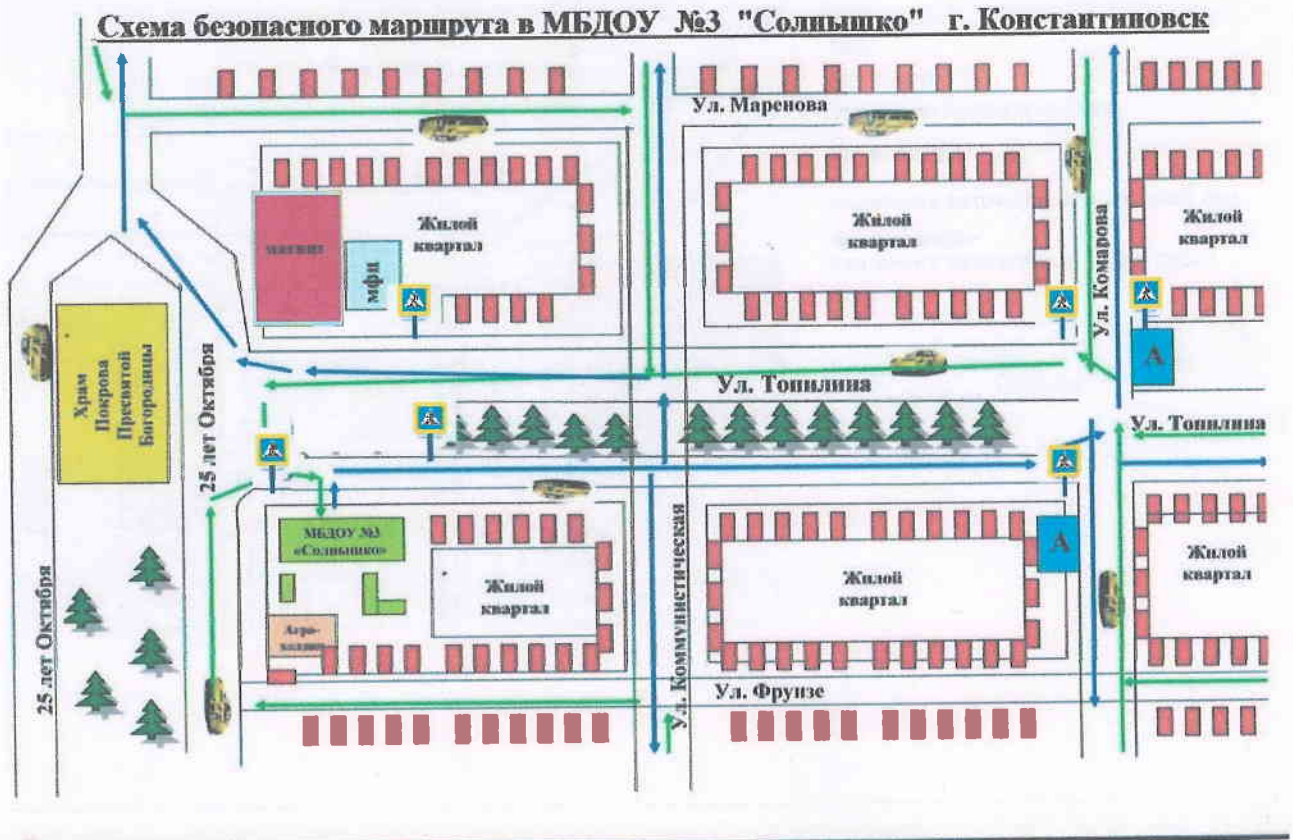 Схема безопасного маршрута в МБДОУ №3 "Солнышко" г. Константиновск
Ул. Маренова
Жилой
квартал
Жилой
квартал
Жилой
квартал
магазин
мфц
Ул. Комарова
А
Храм
Покрова
Пресвятой
Богородицы
25 лет Октября
Ул. Топилина
Ул. Топилина
МБДОУ №3
«Солнышко»
Жилой
квартал
Ул. Коммунистическая
Жилой
квартал
А
Жилой
квартал
25 лет Октября
Агро-
Ул. Фрунзе